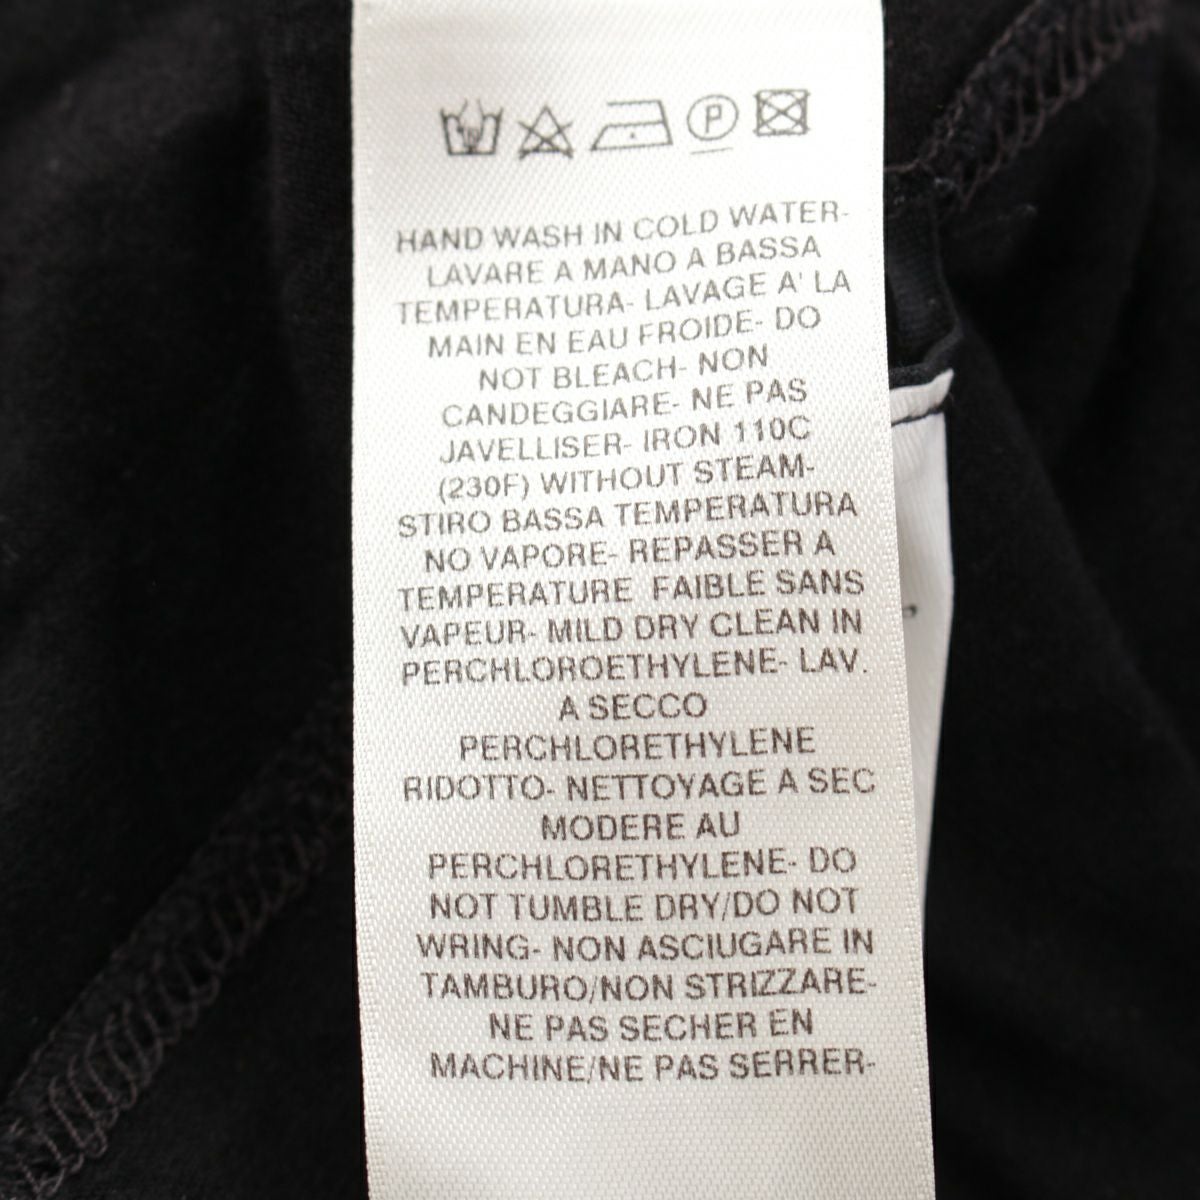 P
HAND WASH IN COLD WATER-
LAVARE A MANO A BASSA
TEMPERATURA- LAVAGE A' LA
MAIN EN EAU FROIDE- DO
NOT BLEACH- NON
CANDEGGIARE- NE PAS
JAVELLISER- IRON 110C
(230F) WITHOUT STEAM-
STIRO BASSA TEMPERATURA
NO VAPORE- REPASSER A
TEMPERATURE FAIBLE SANS
VAPEUR- MILD DRY CLEAN IN
PERCHLOROETHYLENE- LAV.
A SECCO
PERCHLORETHYLENE
RIDOTTO- NETTOYAGE A SEC
MODERE AU
PERCHLORETHYLENE- DO
NOT TUMBLE DRY/DO NOT
WRING- NON ASCIUGARE IN
TAMBURO/NON STRIZZARE-
NE PAS SECHER EN
MACHINE/NE PAS SERRER-